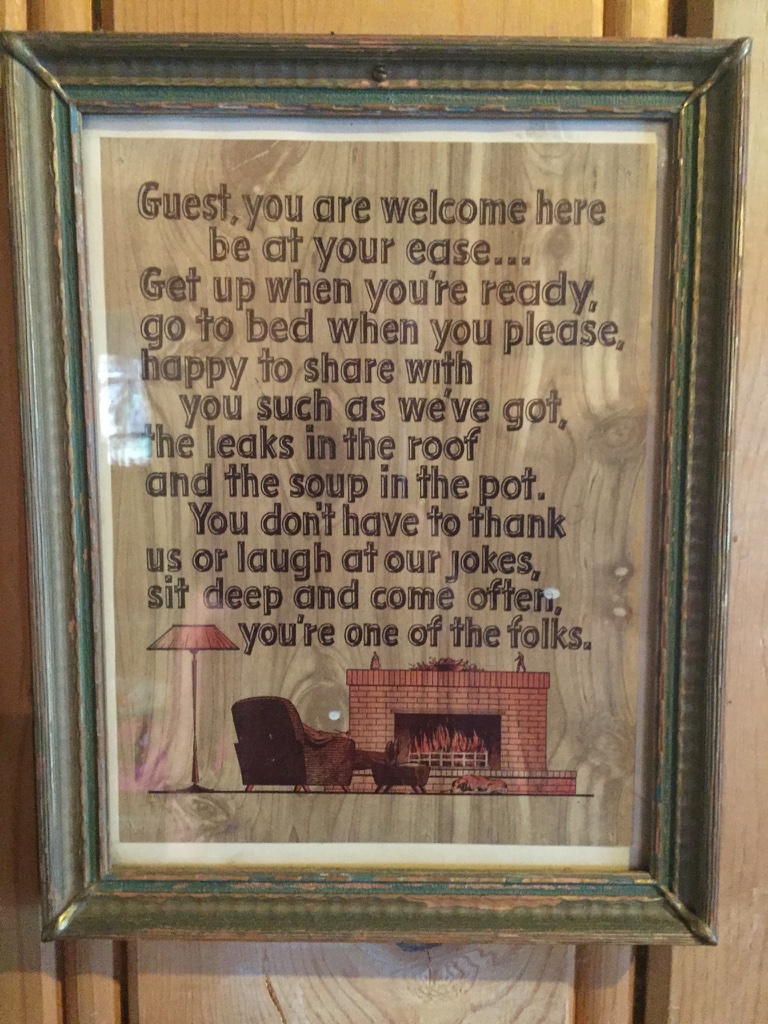 Guest, you are welcome here
be at your ease...
Get up when you're ready,
go to bed when you please,
happy to share with
you such as we've got,
the leaks in the roof
and the soup in the pot.
You don't have to thank
us or laugh at our jokes,
sit deep and come often,
you're one of the folks.